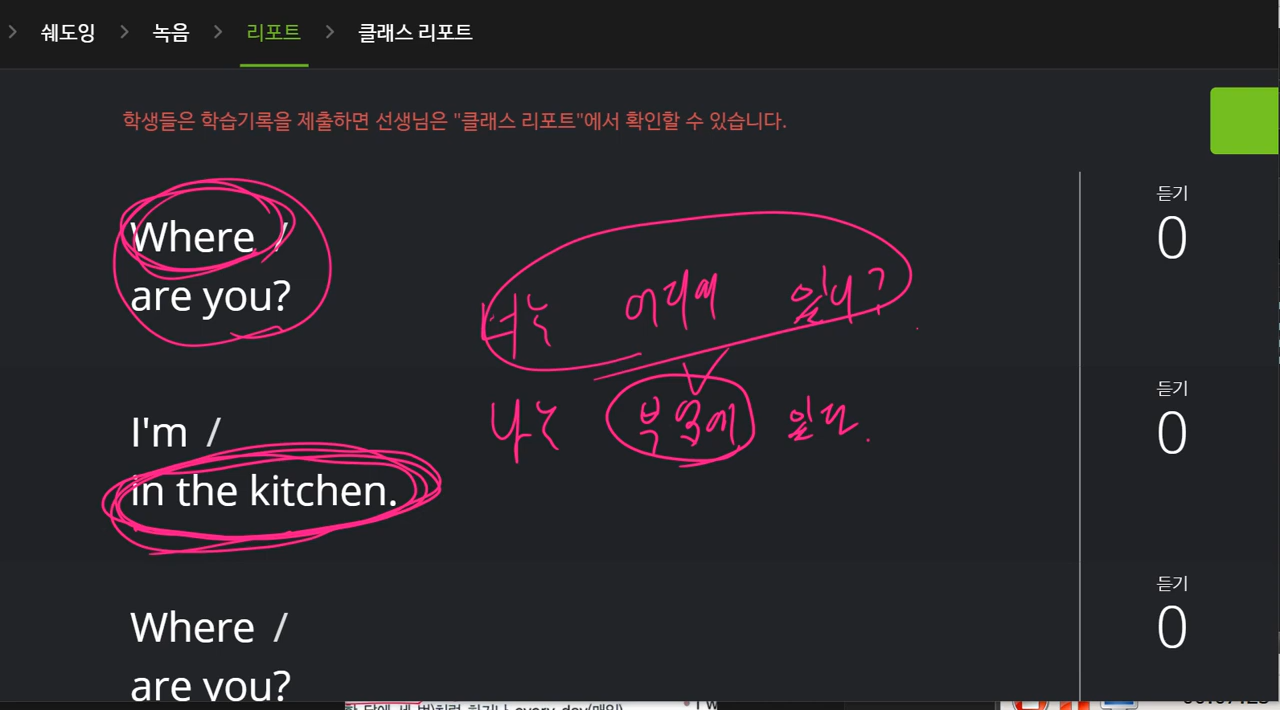 > 쉐도잉 > 녹음 > 리포트 > 클래스 리포트
학생들은 학습기록을 제출하면 선생님은 "클래스 리포트"에서 확인할 수 있습니다.
듣기
0
Where /
are you?
너는 어디에 있니?
듣기
0
I'm /
in the kitchen.
나는 부엌에 있다.
듣기
0
Where /
are you?